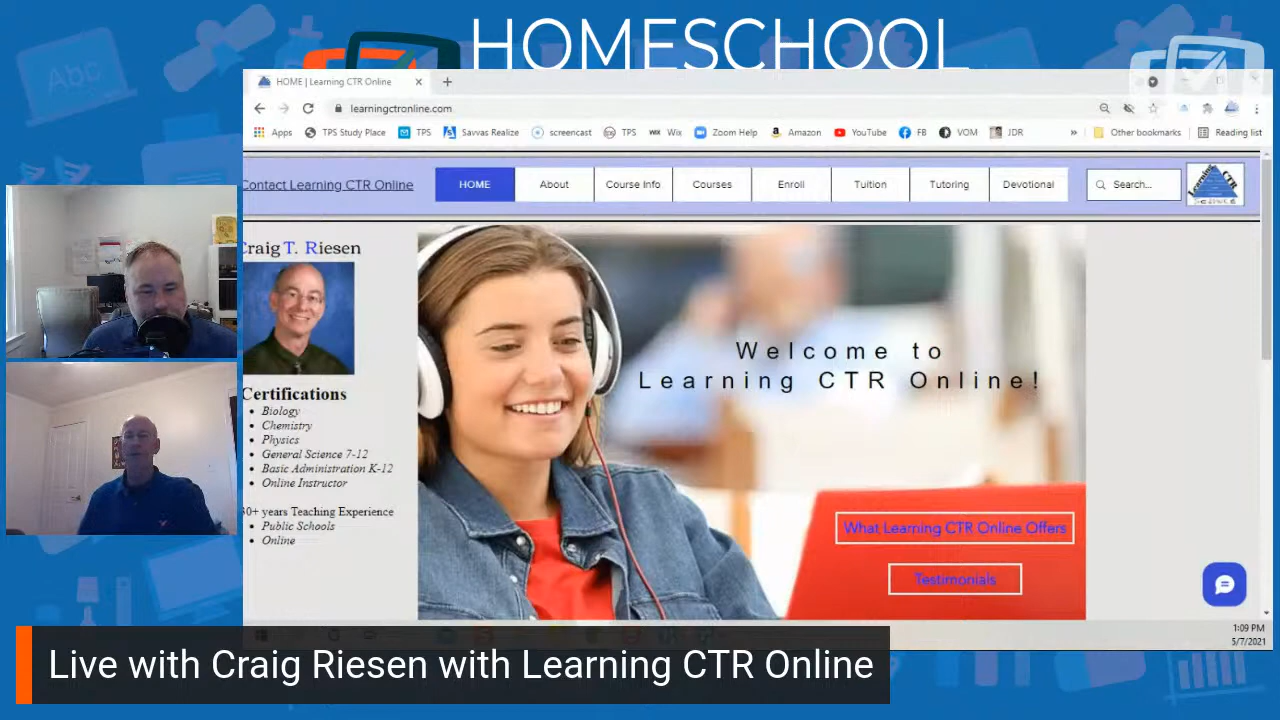 HOMESCHOOL
Abc
HOME | Learning CTR Online
learningctronline.com
Apps TPS Study Place TPS Savvas Realize screencast TPS Wix Zoom Help Amazon YouTube FB VOM JDR » Other bookmarks Reading list
Contact Learning CTR Online HOME About Course Info Courses Enroll Tuition Tutoring Devotional Search...
Learning CTR
Craig T. Riesen
Certifications
Biology
Chemistry
Physics
General Science 7-12
Basic Administration K-12
Online Instructor
30+ years Teaching Experience
Public Schools
Online
Welcome to
Learning CTR Online!
What Learning CTR Online Offers
Testimonials
1:09 PM
5/7/2021
Live with Craig Riesen with Learning CTR Online